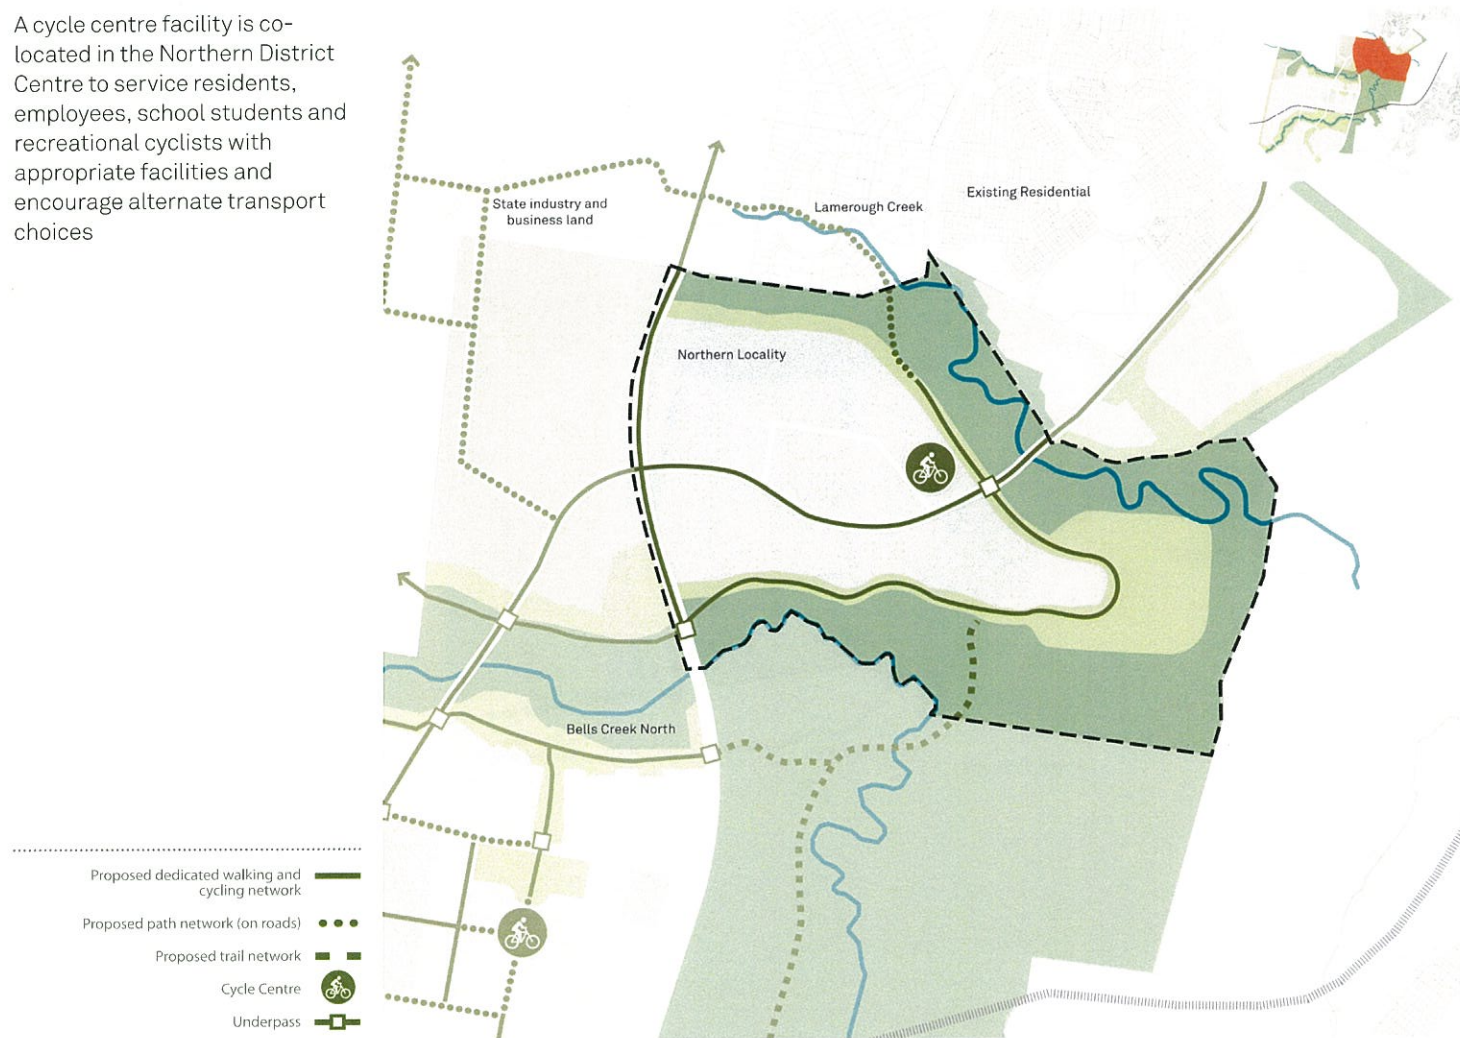 A cycle centre facility is co-
located in the Northern District
Centre to service residents,
employees, school students and
recreational cyclists with
appropriate facilities and
encourage alternate transport
choices
State industry and
business land
Lamerough Creek
Existing Residential
Northern Locality
Bells Creek North
Proposed dedicated walking and
cycling network
Proposed path network (on roads)
Proposed trail network
Cycle Centre
Underpass